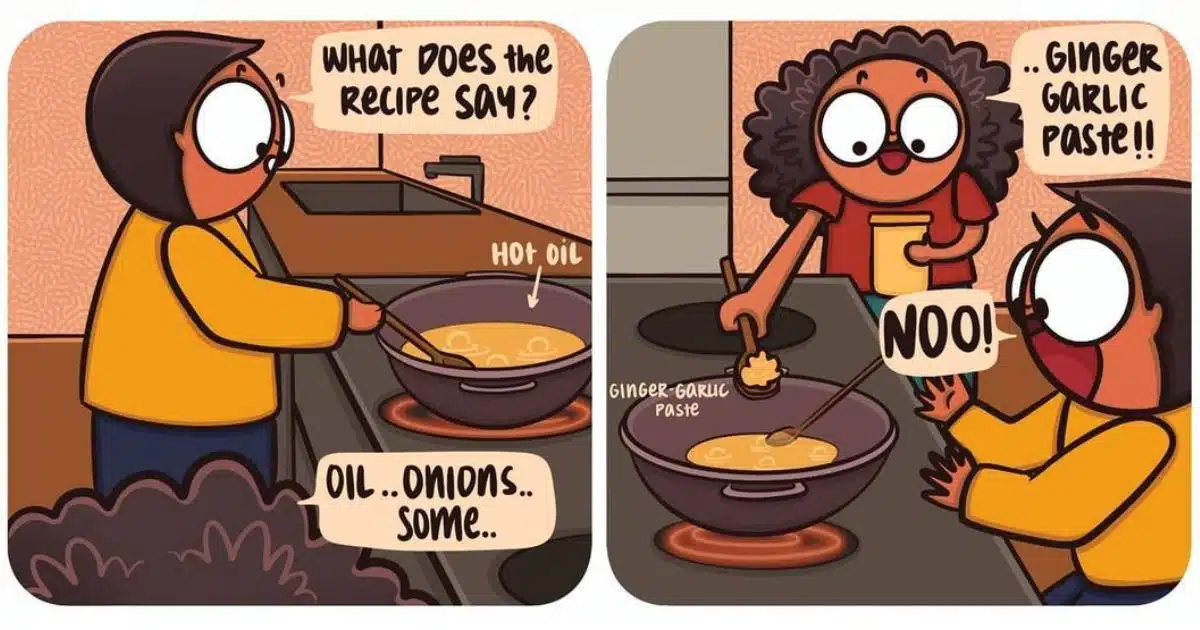 WHAT DOES the
RECIPE SAY?
HOT OIL
OIL..ONIONS..
SOME..
..GINGER
GARLIC
PASTE!!
NOO!
GINGER-GARLIC
PASTE